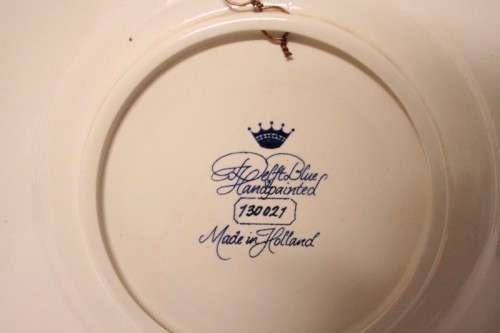 Delft Blue
Handpainted
130021
Made in Holland